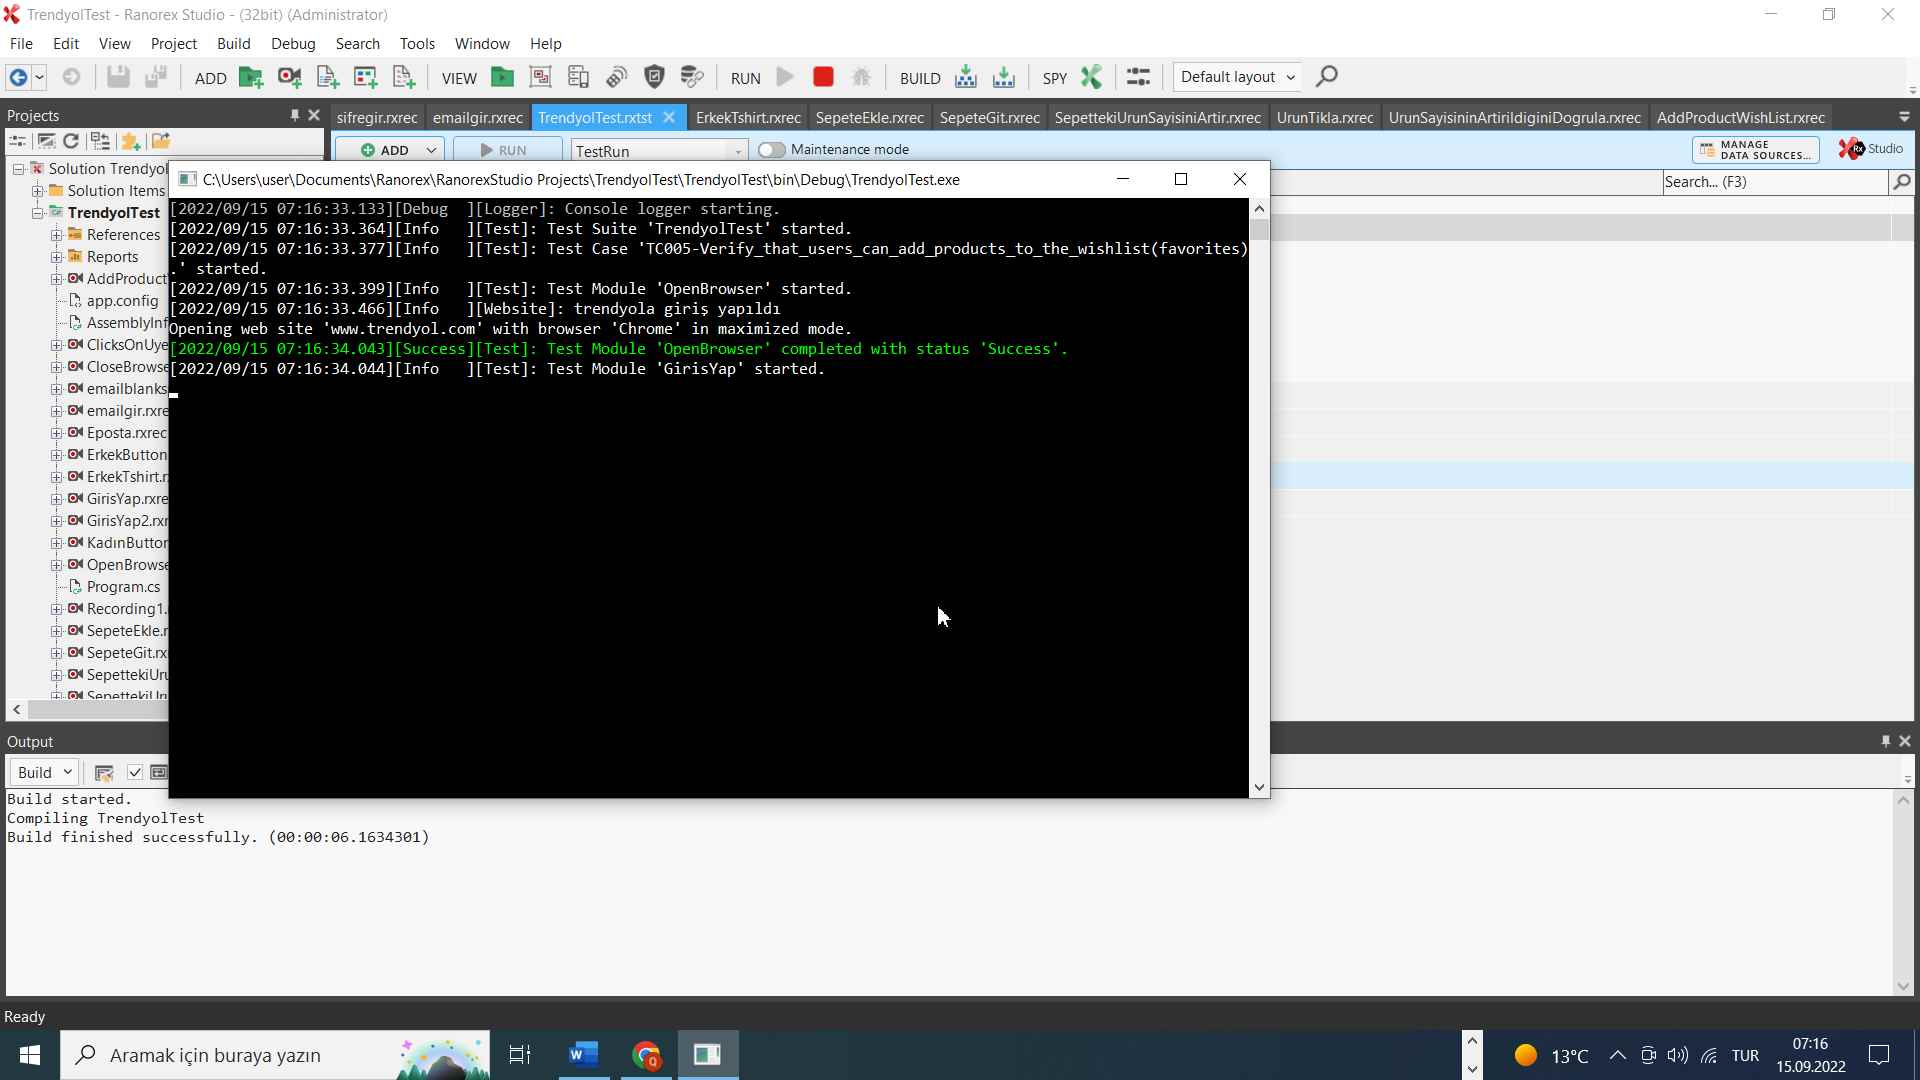 TrendyolTest - Ranorex Studio - (32bit) (Administrator)
File Edit View Project Build Debug Search Tools Window Help
ADD VIEW RUN BUILD SPY Default layout
Projects
sifregir.rxrec emailgir.rxrec TrendyolTest.rxtst ErkekTshirt.rxrec SepeteEkle.rxrec SepeteGit.rxrec SepettekiUrunSayisiniArtir.rxrec UrunTikla.rxrec UrunSayisininArtirildiginiDogrula.rxrec AddProductWishList.rxrec
ADD RUN TestRun Maintenance mode
MANAGE
DATA SOURCES...
Rx Studio
Search... (F3)
Solution Trendyol
Solution Items
TrendyolTest
References
Reports
AddProduct
app.config
AssemblyInf
ClicksOnUye
CloseBrowse
emailblanks
emailgir.rxre
Eposta.rxrec
ErkekButton
ErkekTshirt.r
GirisYap.rxre
GirisYap2.rxr
KadınButton
OpenBrowse
Program.cs
Recording1.
SepeteEkle.r
SepeteGit.rx
SepettekiUru
SepettekiUr
C:\Users\user\Documents\Ranorex\RanorexStudio Projects\TrendyolTest\TrendyolTest\bin\Debug\TrendyolTest.exe
[2022/09/15 07:16:33.133][Debug ][Logger]: Console logger starting.
[2022/09/15 07:16:33.364][Info ][Test]: Test Suite 'TrendyolTest' started.
[2022/09/15 07:16:33.377][Info ][Test]: Test Case 'TC005-Verify_that_users_can_add_products_to_the_wishlist(favorites)
.' started.
[2022/09/15 07:16:33.399][Info ][Test]: Test Module 'OpenBrowser' started.
[2022/09/15 07:16:33.466][Info ][Website]: trendyola giriş yapıldı
Opening web site 'www.trendyol.com' with browser 'Chrome' in maximized mode.
[2022/09/15 07:16:34.043][Success][Test]: Test Module 'OpenBrowser' completed with status 'Success'.
[2022/09/15 07:16:34.044][Info ][Test]: Test Module 'GirisYap' started.
Output
Build
Build started.
Compiling TrendyolTest
Build finished successfully. (00:00:06.1634301)
Ready
Aramak için buraya yazın
13°C
TUR
07:16
15.09.2022